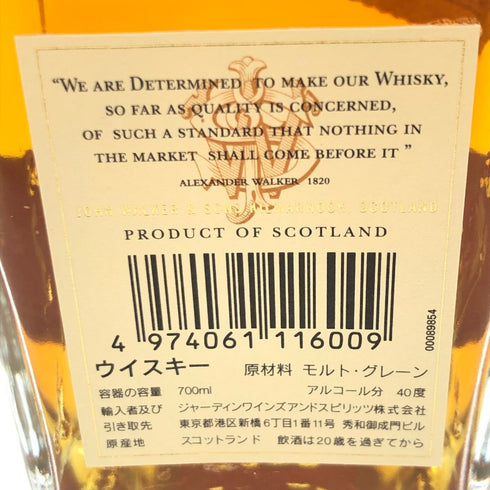 “WE ARE DETERMINED TO MAKE OUR WHISKY,
SO FAR AS QUALITY IS CONCERNED,
OF SUCH A STANDARD THAT NOTHING IN
THE MARKET SHALL COME BEFORE IT”
ALEXANDER WALKER 1820
JOHN WALKER & SONS, KILMARNOCK, SCOTLAND
PRODUCT OF SCOTLAND
4 974061 116009
00089854
ウイスキー 原材料 モルト・グレーン
容器の容量 700ml アルコール分 40度
輸入者及び ジャーディンワインズアンドスピリッツ株式会社
引き取先 東京都港区新橋6丁目1番11号 秀和御成門ビル
原産地 スコットランド 飲酒は20歳を過ぎてから